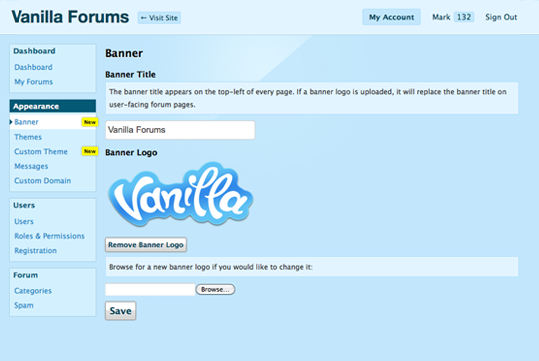 Vanilla Forums
← Visit Site
My Account
Mark 132
Sign Out
Dashboard
Dashboard
My Forums
Appearance
Banner New
Themes
Custom Theme New
Messages
Custom Domain
Users
Users
Roles & Permissions
Registration
Forum
Categories
Spam
Banner
Banner Title
The banner title appears on the top-left of every page. If a banner logo is uploaded, it will replace the banner title on
user-facing forum pages.
Vanilla Forums
Banner Logo
Vanilla
Remove Banner Logo
Browse for a new banner logo if you would like to change it:
Browse...
Save